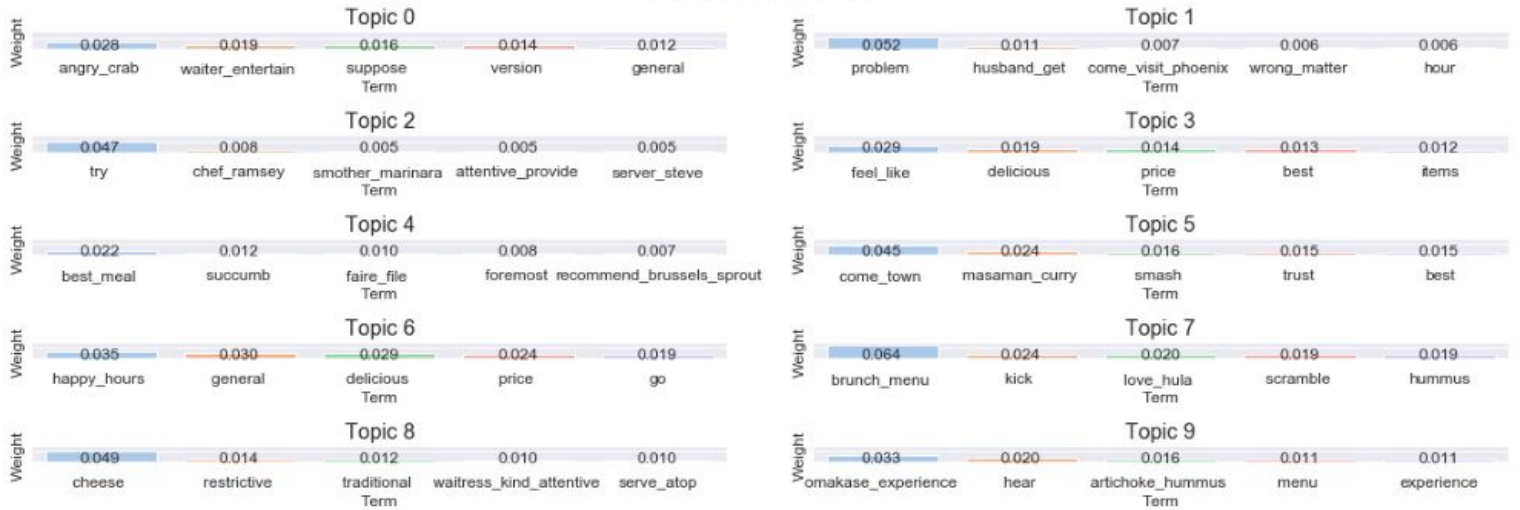 Topic 0
Weight
0.028 0.019 0.016 0.014 0.012
angry_crab waiter_entertain suppose version general
Term
Topic 1
Weight
0.052 0.011 0.007 0.006 0.006
problem husband_get come_visit_phoenix wrong_matter hour
Term
Topic 2
Weight
0.047 0.008 0.005 0.005 0.005
try chef_ramsey smother_marinara attentive_provide server_steve
Term
Topic 3
Weight
0.029 0.019 0.014 0.013 0.012
feel_like delicious price best items
Term
Topic 4
Weight
0.022 0.012 0.010 0.008 0.007
best_meal succumb faire_file foremost recommend_brussels_sprout
Term
Topic 5
Weight
0.045 0.024 0.016 0.015 0.015
come_town masaman_curry smash trust best
Term
Topic 6
Weight
0.035 0.030 0.029 0.024 0.019
happy_hours general delicious price go
Term
Topic 7
Weight
0.064 0.024 0.020 0.019 0.019
brunch_menu kick love_hula scramble hummus
Term
Topic 8
Weight
0.049 0.014 0.012 0.010 0.010
cheese restrictive traditional waitress_kind_attentive serve_atop
Term
Topic 9
Weight
0.033 0.020 0.016 0.011 0.011
omakase_experience hear artichoke_hummus menu experience
Term